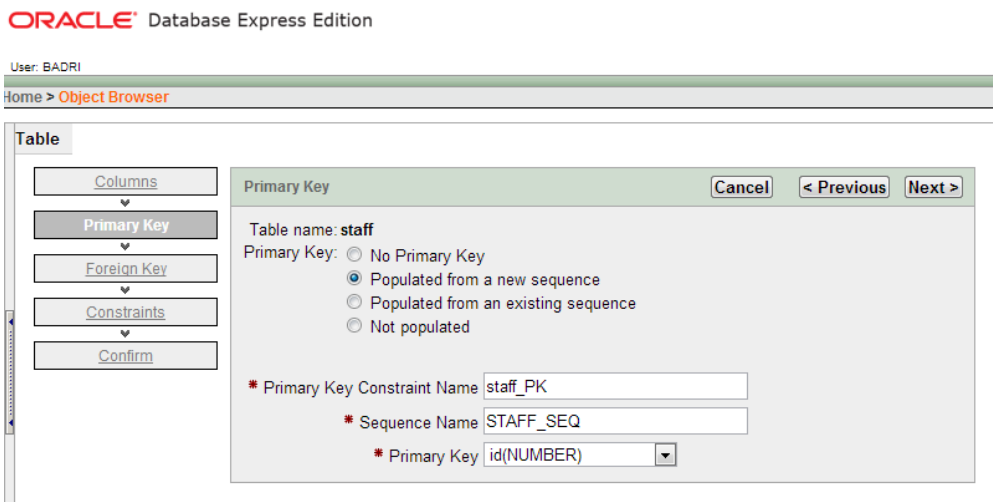 ORACLE Database Express Edition
User: BADRI
Home > Object Browser
Table
Columns
Primary Key
Foreign Key
Constraints
Confirm
Primary Key
Cancel
< Previous
Next >
Table name: staff
Primary Key:
No Primary Key
Populated from a new sequence
Populated from an existing sequence
Not populated
* Primary Key Constraint Name staff_PK
* Sequence Name STAFF_SEQ
* Primary Key id(NUMBER)